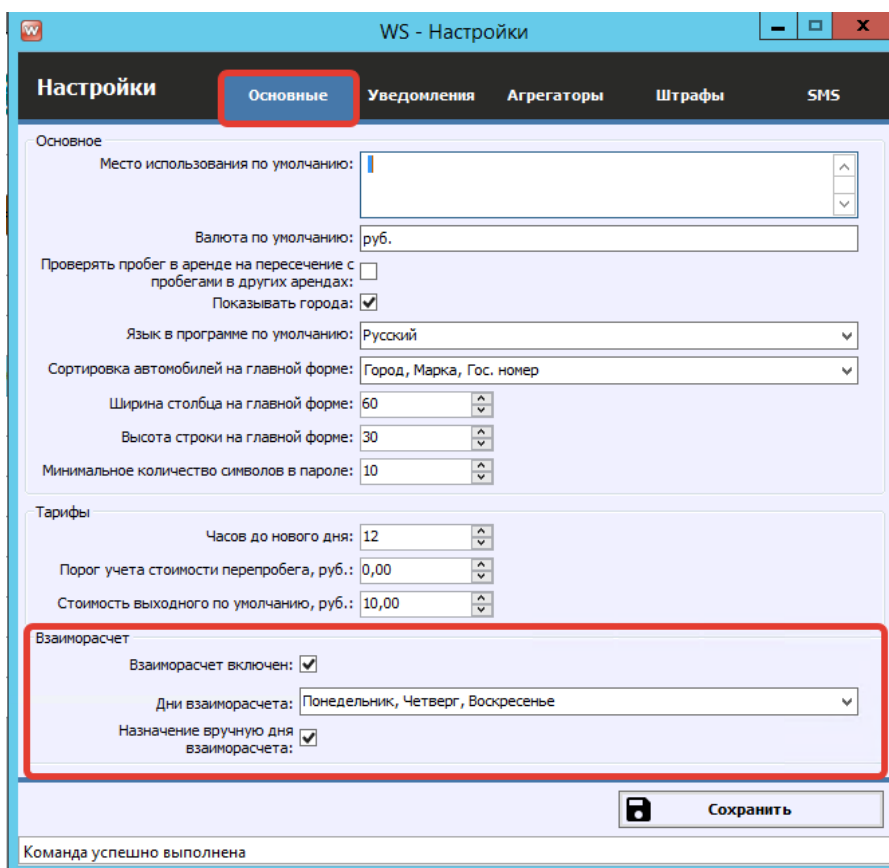 WS - Настройки
Настройки
Основные
Уведомления
Агрегаторы
Штрафы
SMS
Основное
Место использования по умолчанию:
Валюта по умолчанию: руб.
Проверять пробег в аренде на пересечение с
пробегами в других арендах:
Показывать города:
Язык в программе по умолчанию: Русский
Сортировка автомобилей на главной форме: Город, Марка, Гос. номер
Ширина столбца на главной форме: 60
Высота строки на главной форме: 30
Минимальное количество символов в пароле: 10
Тарифы
Часов до нового дня: 12
Порог учета стоимости перепробега, руб.: 0,00
Стоимость выходного по умолчанию, руб.: 10,00
Взаиморасчет
Взаиморасчет включен:
Дни взаиморасчета: Понедельник, Четверг, Воскресенье
Назначение вручную дня
взаиморасчета:
Сохранить
Команда успешно выполнена